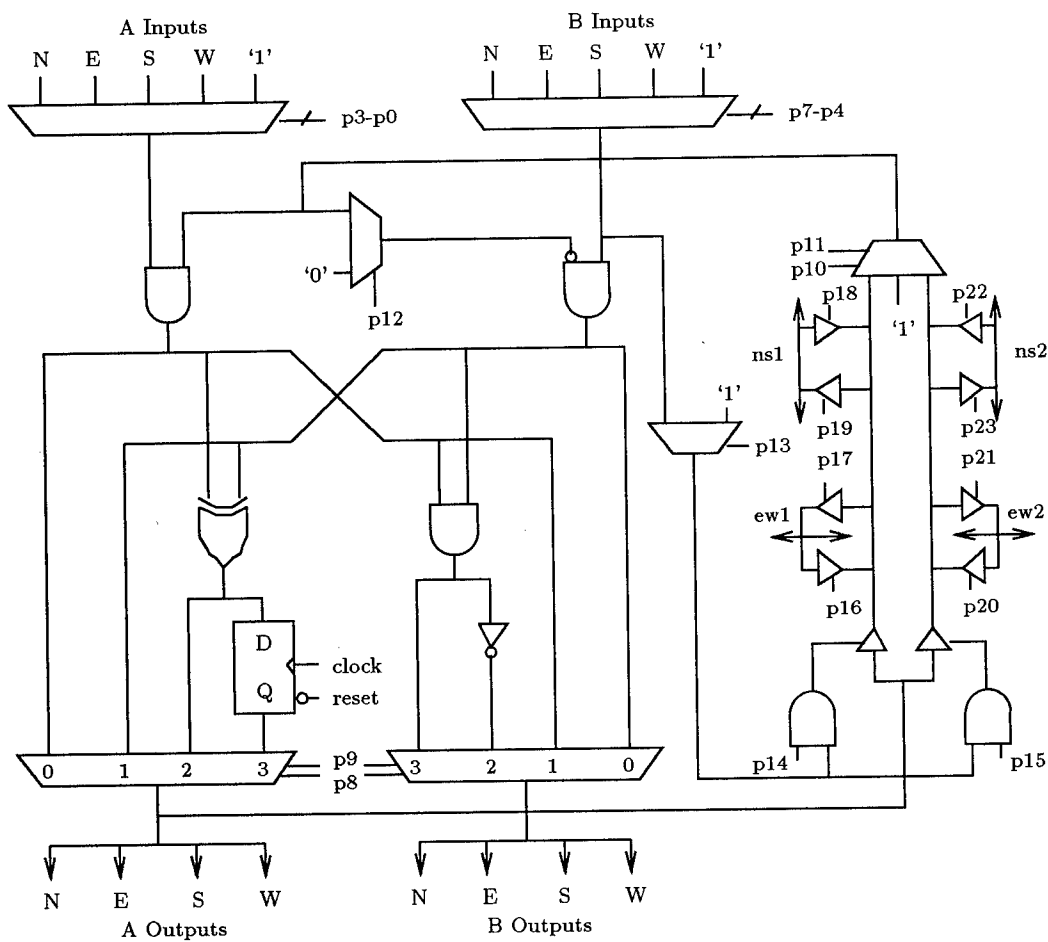 A Inputs
B Inputs
N E S W ‘1’
N E S W ‘1’
p3-p0
p7-p4
p11
p10
‘0’
p12
p18
p22
‘1’
ns1
ns2
‘1’
p19
p23
p13
p17
p21
ew1
ew2
p16
p20
D
clock
Q
reset
p14
p15
0 1 2 3
p9
p8
3 2 1 0
N E S W
N E S W
A Outputs
B Outputs